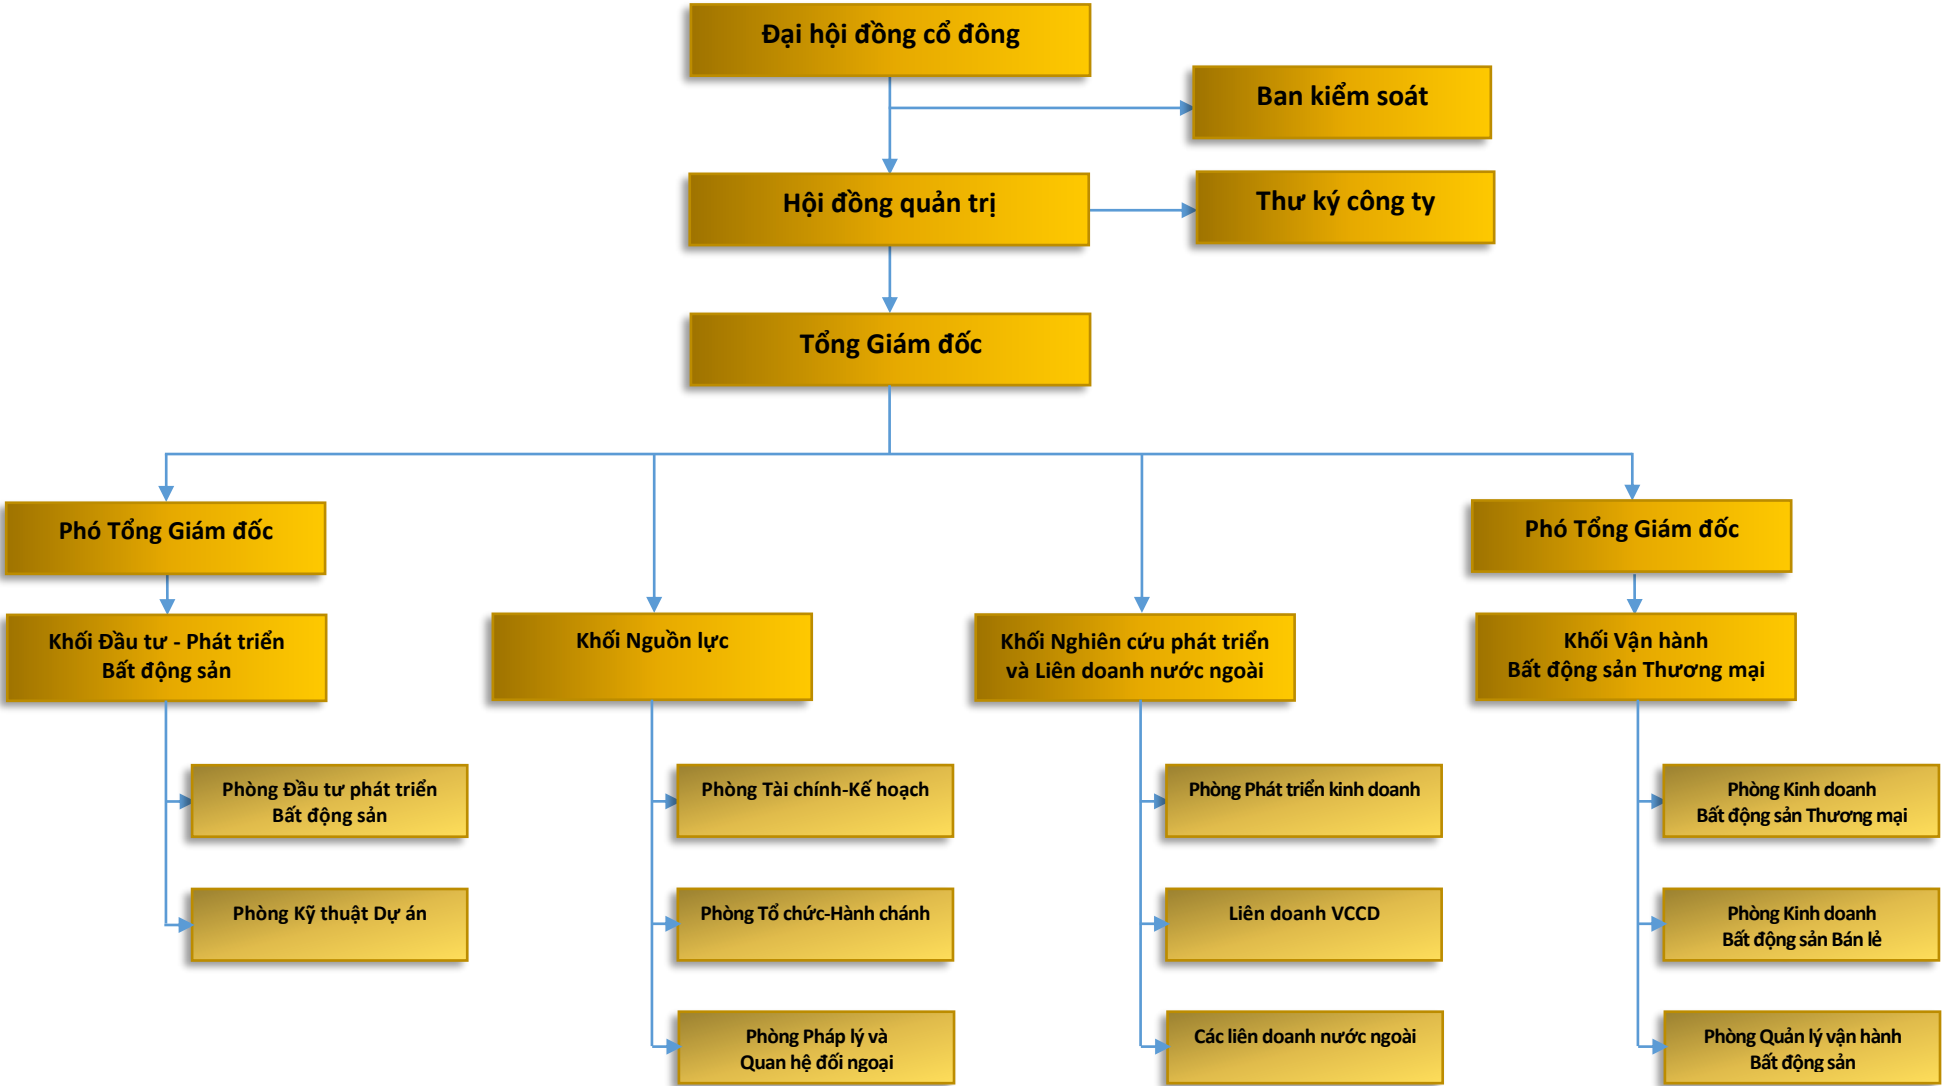 Đại hội đồng cổ đông
Ban kiểm soát
Hội đồng quản trị
Thư ký công ty
Tổng Giám đốc
Phó Tổng Giám đốc
Phó Tổng Giám đốc
Khối Đầu tư - Phát triển
Bất động sản
Khối Nguồn lực
Khối Nghiên cứu phát triển
và Liên doanh nước ngoài
Khối Vận hành
Bất động sản Thương mại
Phòng Đầu tư phát triển
Bất động sản
Phòng Tài chính-Kế hoạch
Phòng Phát triển kinh doanh
Phòng Kinh doanh
Bất động sản Thương mại
Phòng Kỹ thuật Dự án
Phòng Tổ chức-Hành chánh
Liên doanh VCCD
Phòng Kinh doanh
Bất động sản Bán lẻ
Phòng Pháp lý và
Quan hệ đối ngoại
Các liên doanh nước ngoài
Phòng Quản lý vận hành
Bất động sản